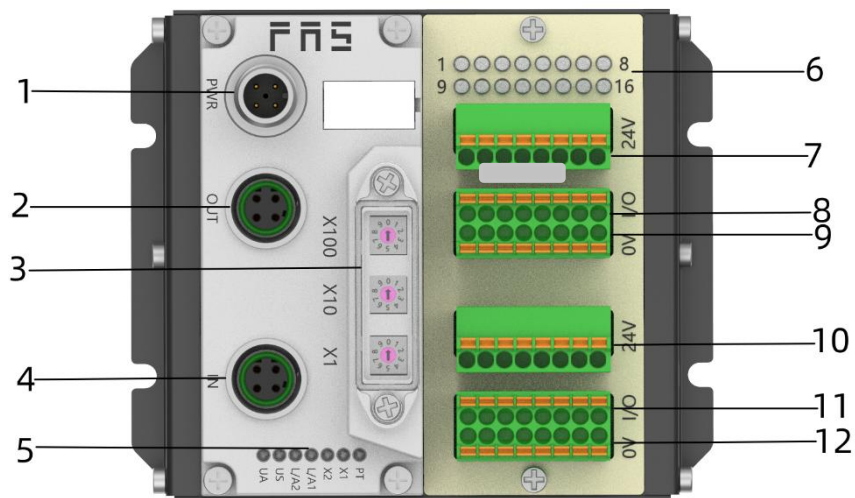 FAS
1
8
6
9
16
PWR
1
24V
7
2
OUT
X100
I/O
8
0V
9
3
X10
24V
10
X1
4
IN
I/O
11
0V
12
5
UA
US
L/A2
L/A1
X2
X1
PT